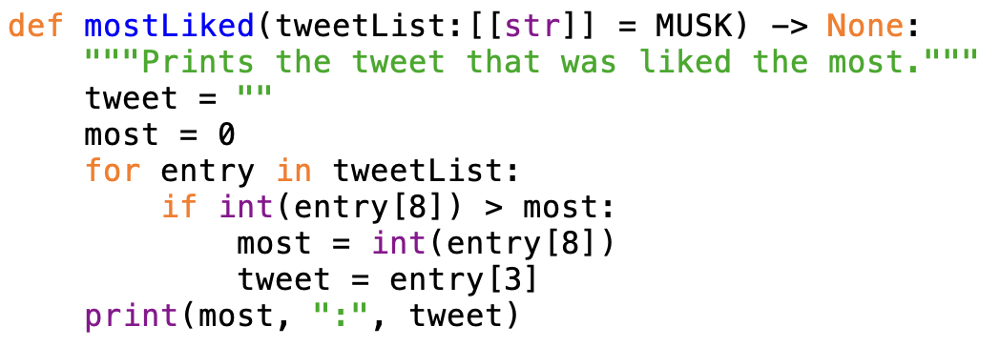 def mostLiked(tweetList:[[str]] = MUSK) -> None:
    """Prints the tweet that was liked the most."""
    tweet = ""
    most = 0
    for entry in tweetList:
        if int(entry[8]) > most:
            most = int(entry[8])
            tweet = entry[3]
    print(most, ":", tweet)